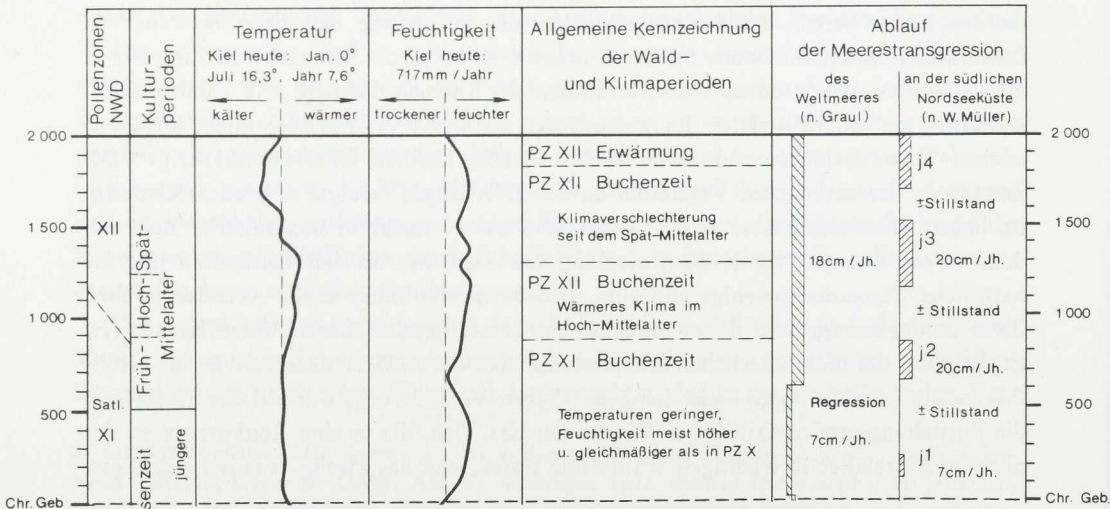 Pollenzonen
NWD
Kultur–
perioden
Temperatur
Kiel heute: Jan. 0°
Juli 16,3°, Jahr 7,6°
kälter
wärmer
Feuchtigkeit
Kiel heute:
717mm / Jahr
trockener
feuchter
Allgemeine Kennzeichnung
der Wald–
und Klimaperioden
Ablauf
der Meerestransgression
des
Weltmeeres
(n. Graul)
an der südlichen
Nordseeküste
(n. W. Müller)
2 000
1 500
1 000
500
Chr. Geb
XII
Satl.
XI
Früh–
Hoch–
Spät–
Mittelalter
senzeit
jüngere
PZ XII Erwärmung
PZ XII Buchenzeit
Klimaverschlechterung
seit dem Spät–Mittelalter
PZ XII Buchenzeit
Wärmeres Klima im
Hoch–Mittelalter
PZ XI Buchenzeit
Temperaturen geringer,
Feuchtigkeit meist höher
u. gleichmäßiger als in PZ X
18cm / Jh.
Regression
7cm / Jh.
j4
± Stillstand
j3
20cm / Jh.
± Stillstand
j2
20cm / Jh.
± Stillstand
j1
7cm / Jh.
2 000
1 500
1 000
500
Chr. Geb.